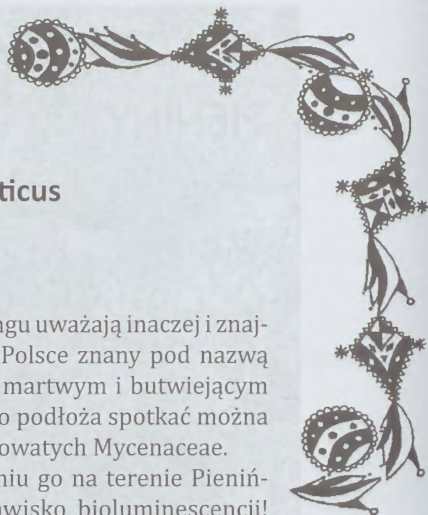 ticus
ngu uważają inaczej i znaj-
Polsce znany pod nazwą
martwym i butwiejącym
o podłoża spotkać można
owatych Mycenaceae.
niu go na terenie Pieniń-
wisko bioluminescencji!